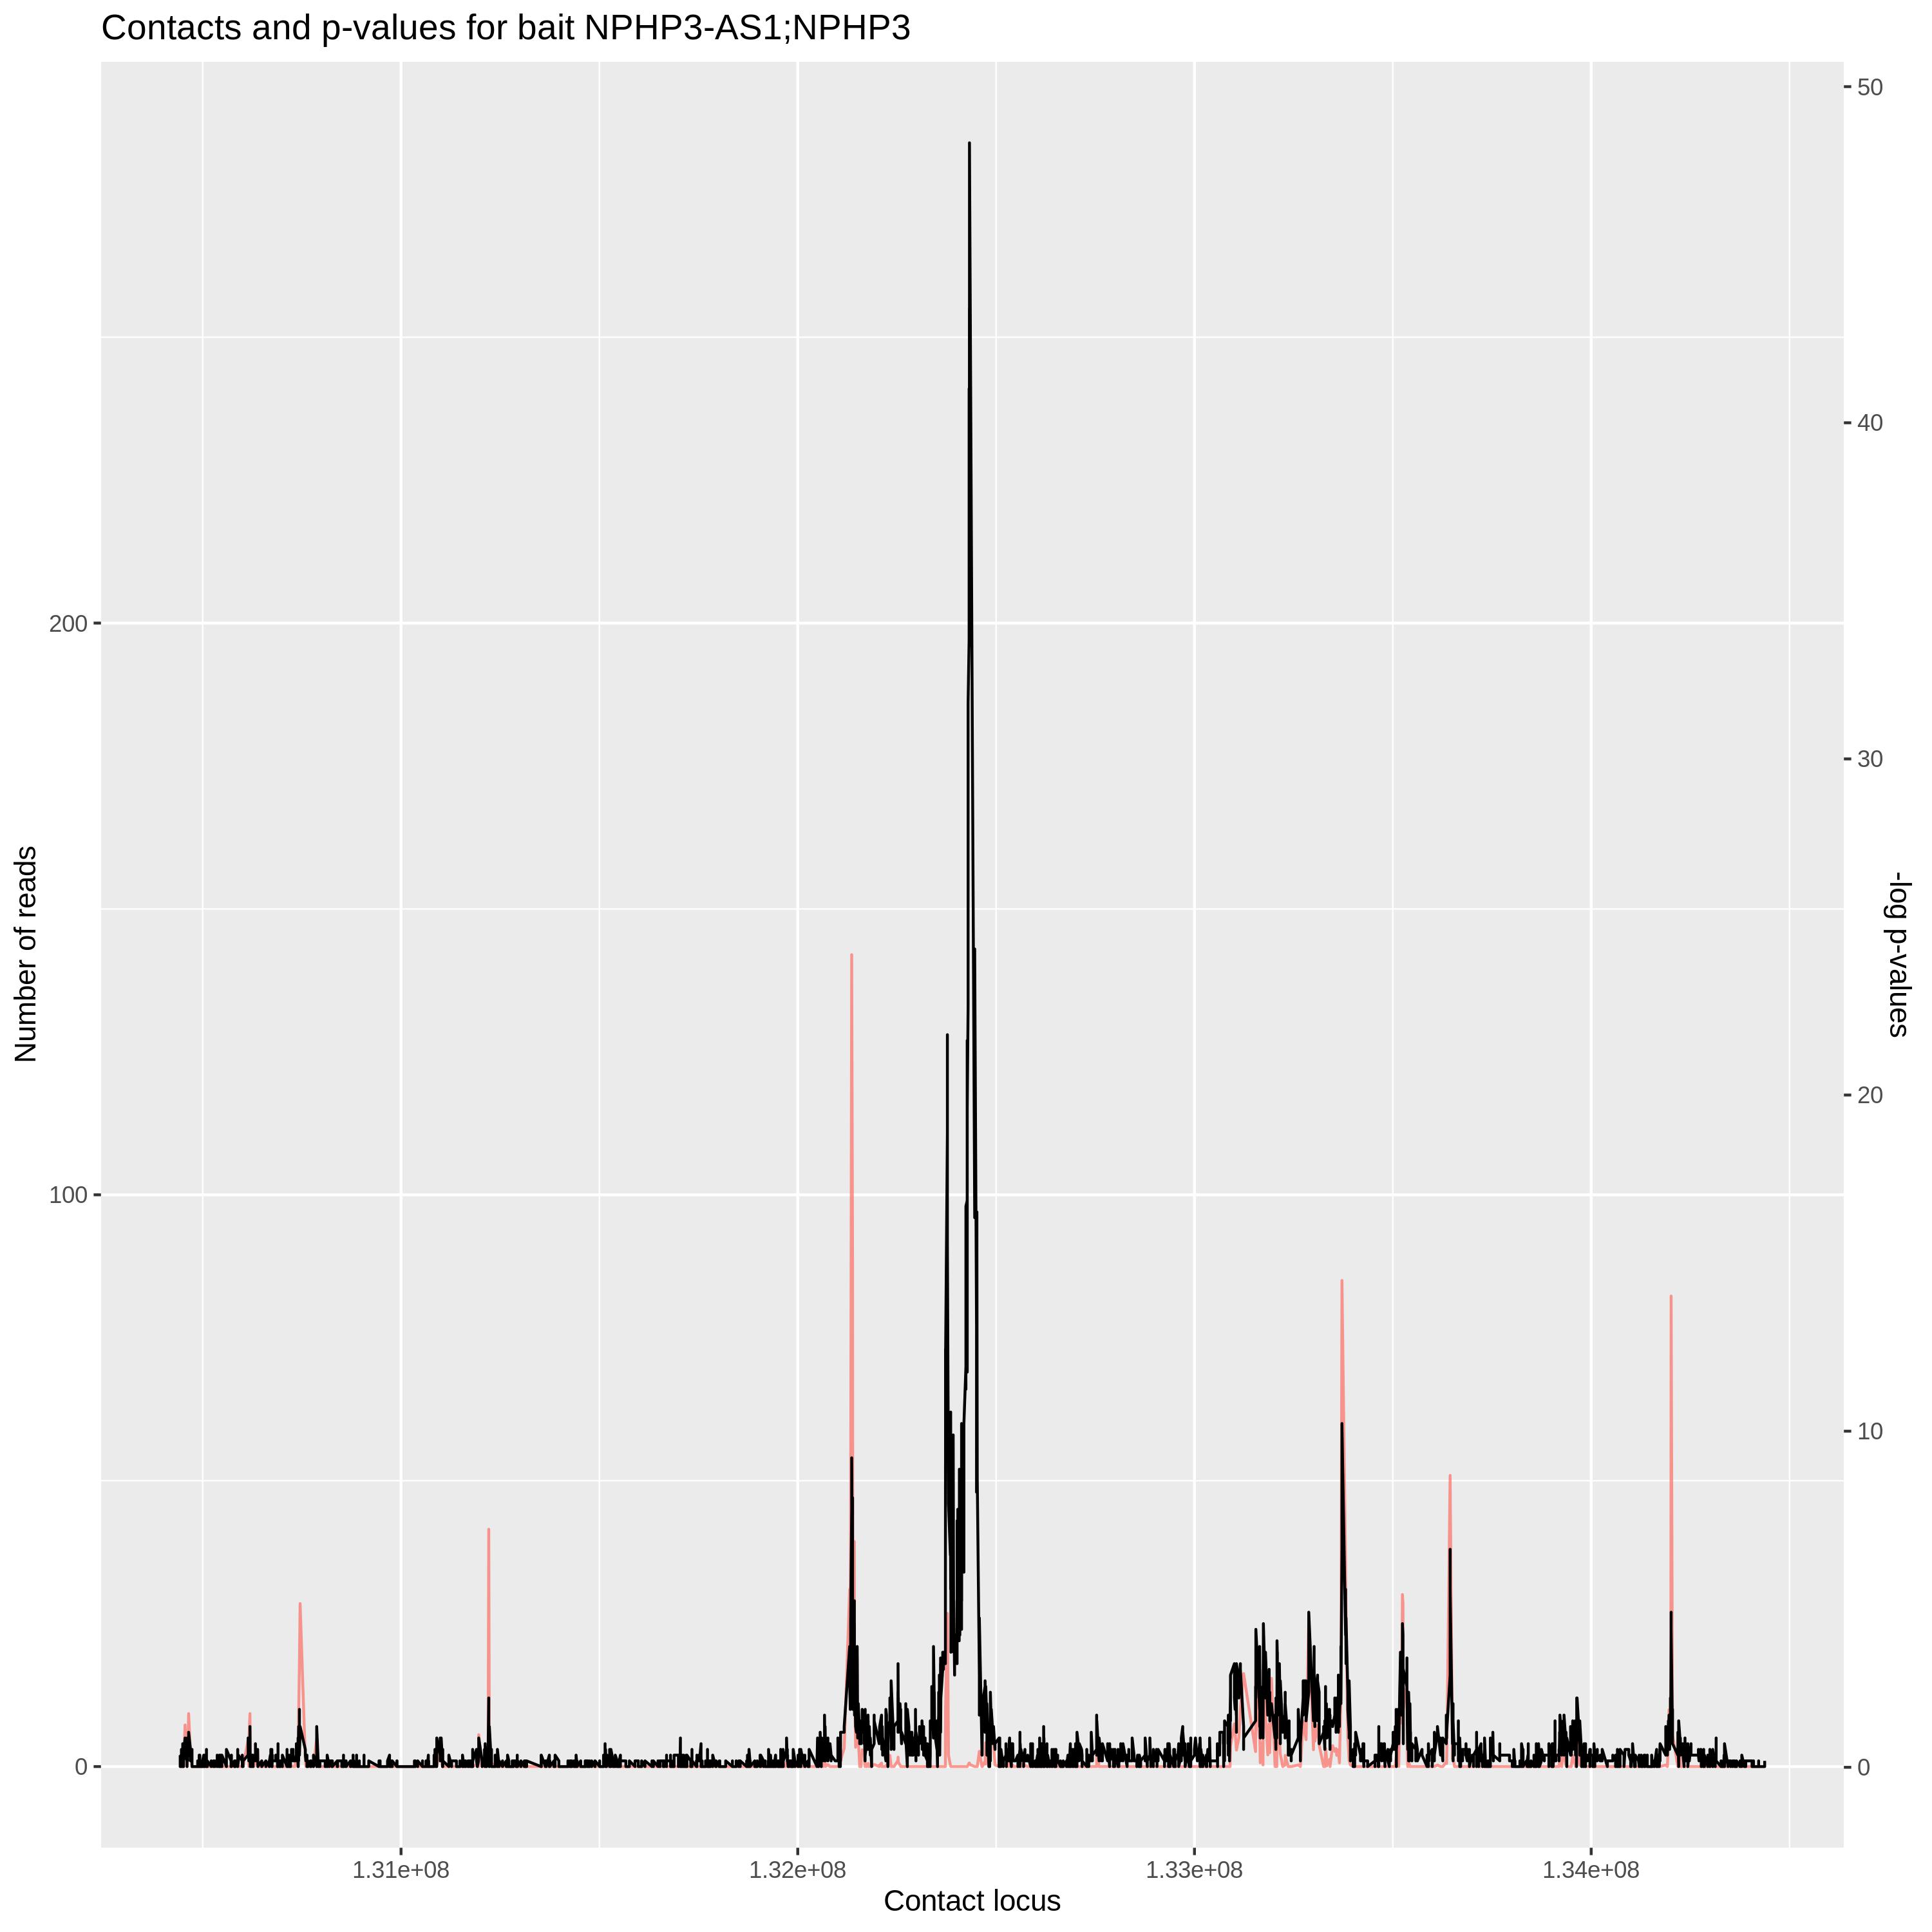 Contacts and p-values for bait NPHP3-AS1;NPHP3
Number of reads
200
100
0
50
40
30
20
10
0
-log p-values
1.31e+08
1.32e+08
1.33e+08
1.34e+08
Contact locus